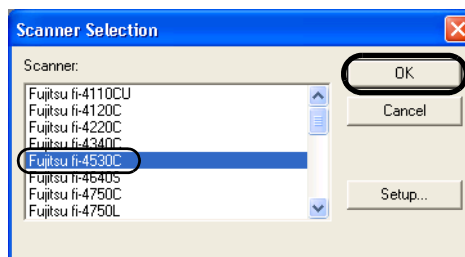 Scanner Selection
Scanner:
Fujitsu fi-4110CU
Fujitsu fi-4120C
Fujitsu fi-4220C
Fujitsu fi-4340C
Fujitsu fi-4530C
Fujitsu fi-4640S
Fujitsu fi-4750C
Fujitsu fi-4750L
OK
Cancel
Setup...